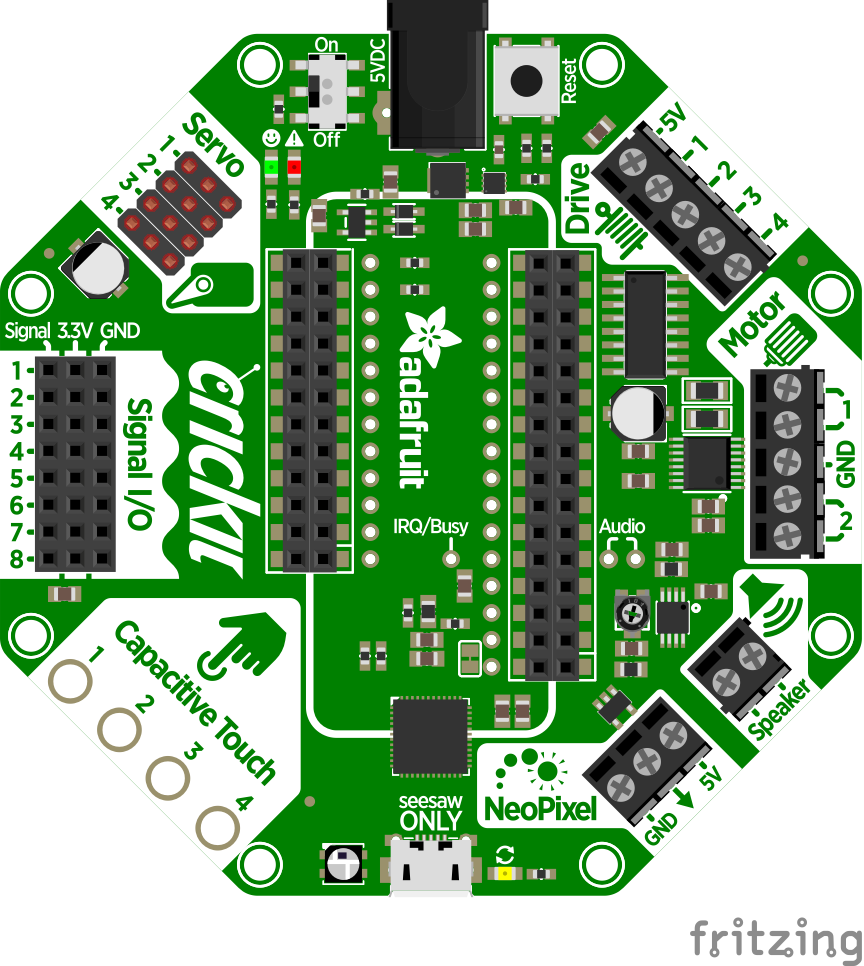 On
Off
5VDC
Reset
Servo
1
2
3
4
Drive
5V
1
2
3
4
Motor
1
GND
2
Signal 3.3V GND
1
2
3
4
5
6
7
8
Signal I/O
crickit
adafruit
IRQ/Busy
Audio
Capacitive Touch
1
2
3
4
Speaker
NeoPixel
GND
5V
seesaw
ONLY
fritzing